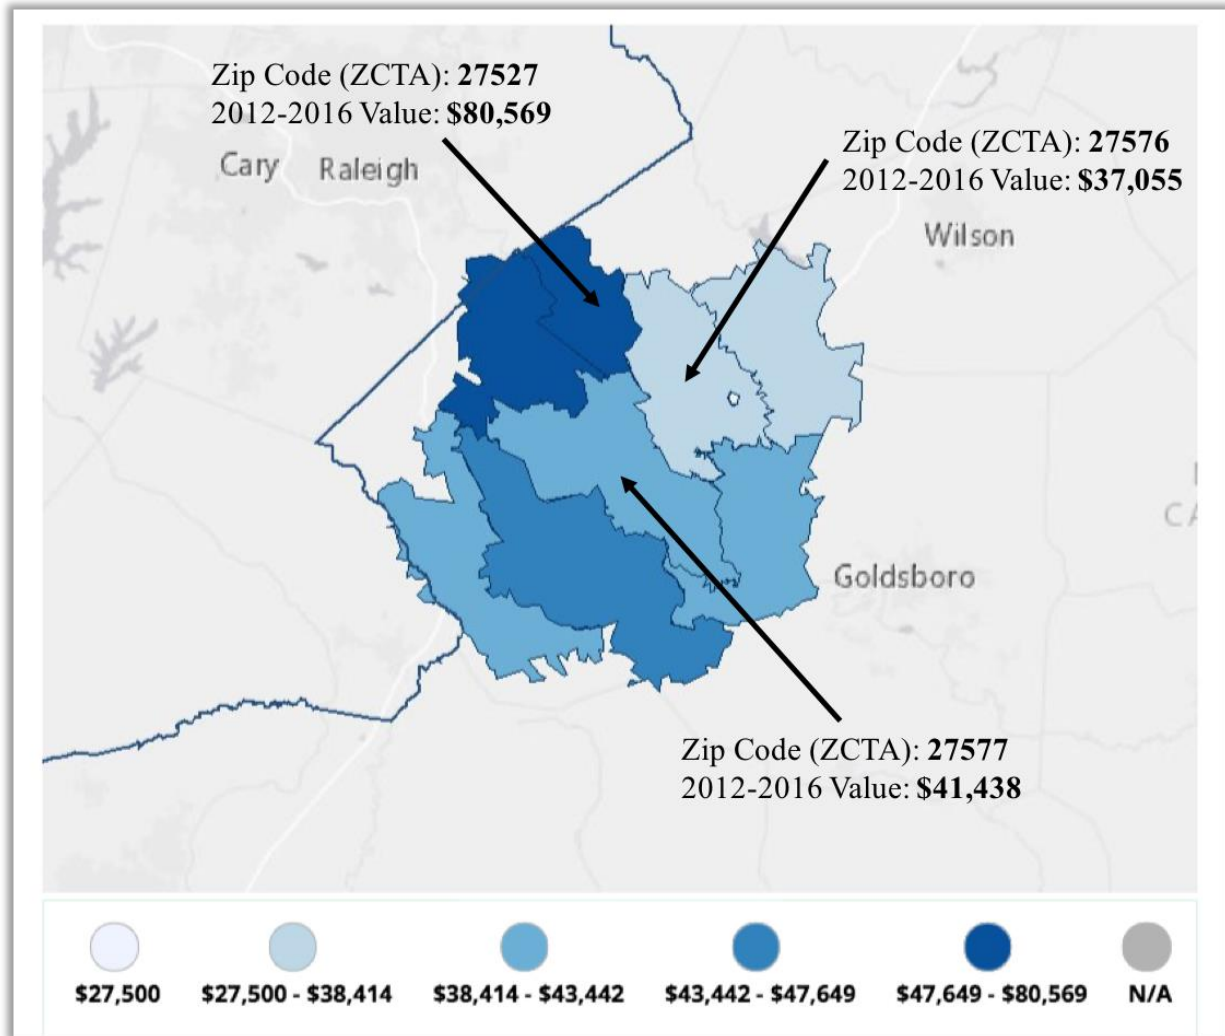 Zip Code (ZCTA): 27527
2012-2016 Value: $80,569
Zip Code (ZCTA): 27576
2012-2016 Value: $37,055
Cary
Raleigh
Wilson
CA
Goldsboro
Zip Code (ZCTA): 27577
2012-2016 Value: $41,438
$27,500
$27,500 - $38,414
$38,414 - $43,442
$43,442 - $47,649
$47,649 - $80,569
N/A